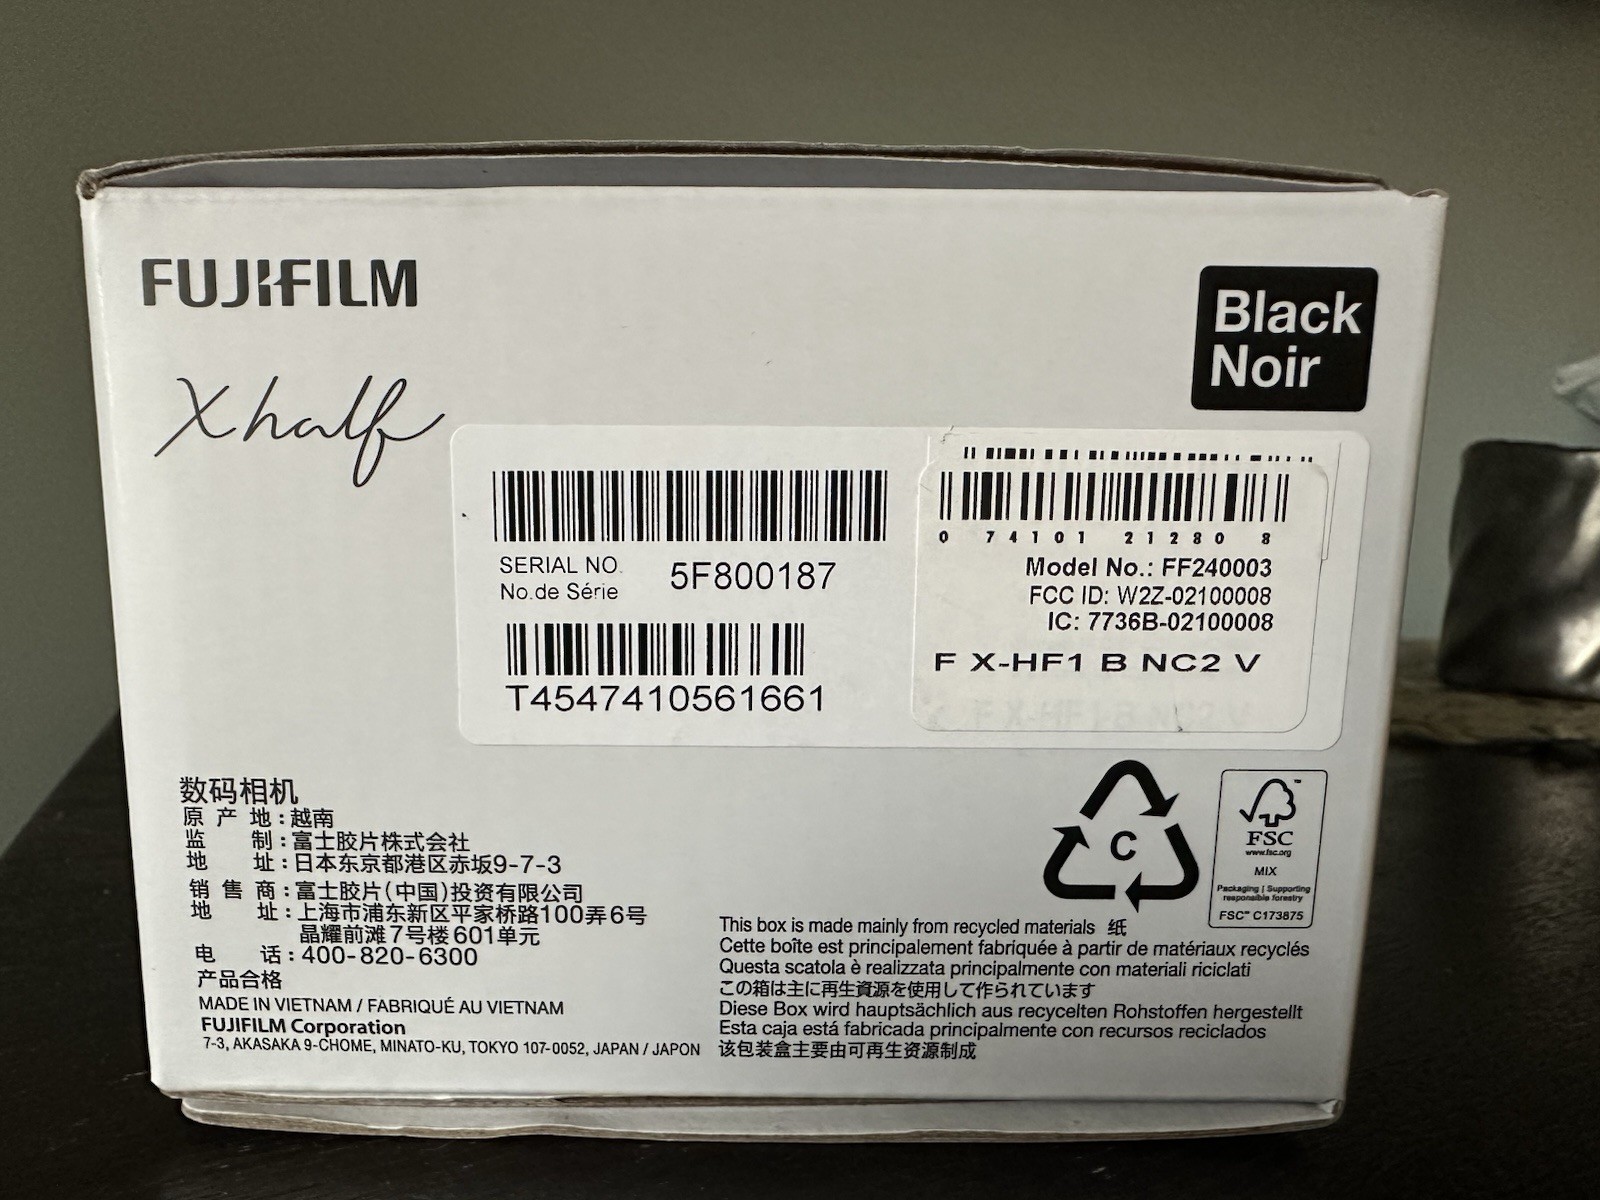 FUJIFILM
X half
Black
Noir
SERIAL NO.
No.de Série
5F800187
T4547410561661
0 74101 21280 8
Model No.: FF240003
FCC ID: W2Z-02100008
IC: 7736B-02100008
F X-HF1 B NC2 V
F X-HF1 B NC2 V
数码相机
原产地:越南
监制:富士胶片株式会社
地址:日本东京都港区赤坂9-7-3
销售商:富士胶片(中国)投资有限公司
地址:上海市浦东新区平家桥路100弄6号
晶耀前滩7号楼601单元
电话:400-820-6300
产品合格
MADE IN VIETNAM / FABRIQUÉ AU VIETNAM
FUJIFILM Corporation
7-3, AKASAKA 9-CHOME, MINATO-KU, TOKYO 107-0052, JAPAN / JAPON
C
FSC
™
www.fsc.org
MIX
Packaging | Supporting
responsible forestry
FSC™ C173875
This box is made mainly from recycled materials 纸
Cette boîte est principalement fabriquée à partir de matériaux recyclés
Questa scatola è realizzata principalmente con materiali riciclati
この箱は主に再生資源を使用して作られています
Diese Box wird hauptsächlich aus recycelten Rohstoffen hergestellt
Esta caja está fabricada principalmente con recursos reciclados
该包装盒主要由可再生资源制成